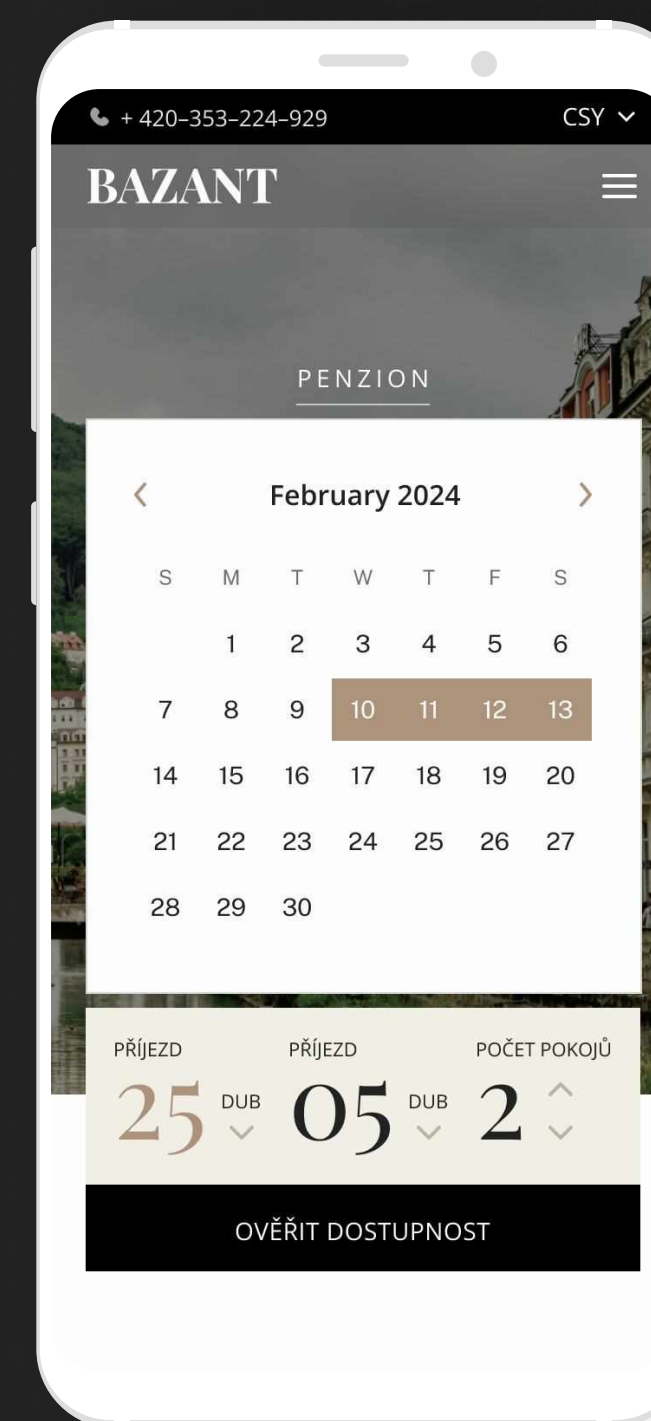 + 420–353–224–929 CSY
BAZANT
PENZION
February 2024
S M T W T F S
1 2 3 4 5 6
7 8 9 10 11 12 13
14 15 16 17 18 19 20
21 22 23 24 25 26 27
28 29 30
PŘÍJEZD PŘÍJEZD POČET POKOJŮ
25 DUB 05 DUB 2
OVĚŘIT DOSTUPNOST